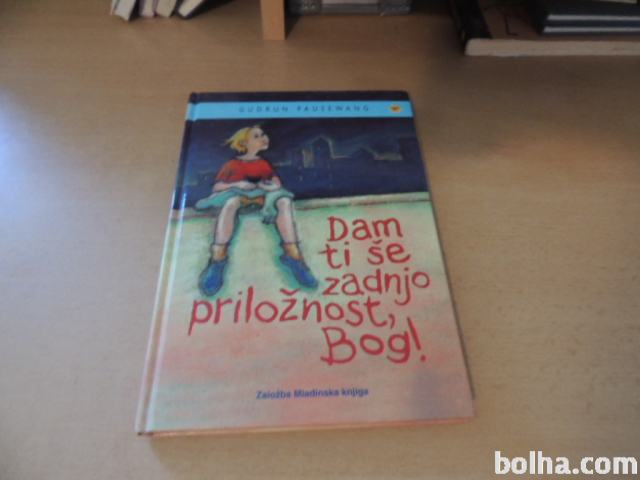 GUDRUN PAUSEWANG
Dam
ti še
zadnjo
priložnost,
Bog!
Založba Mladinska knjiga
bolha.com